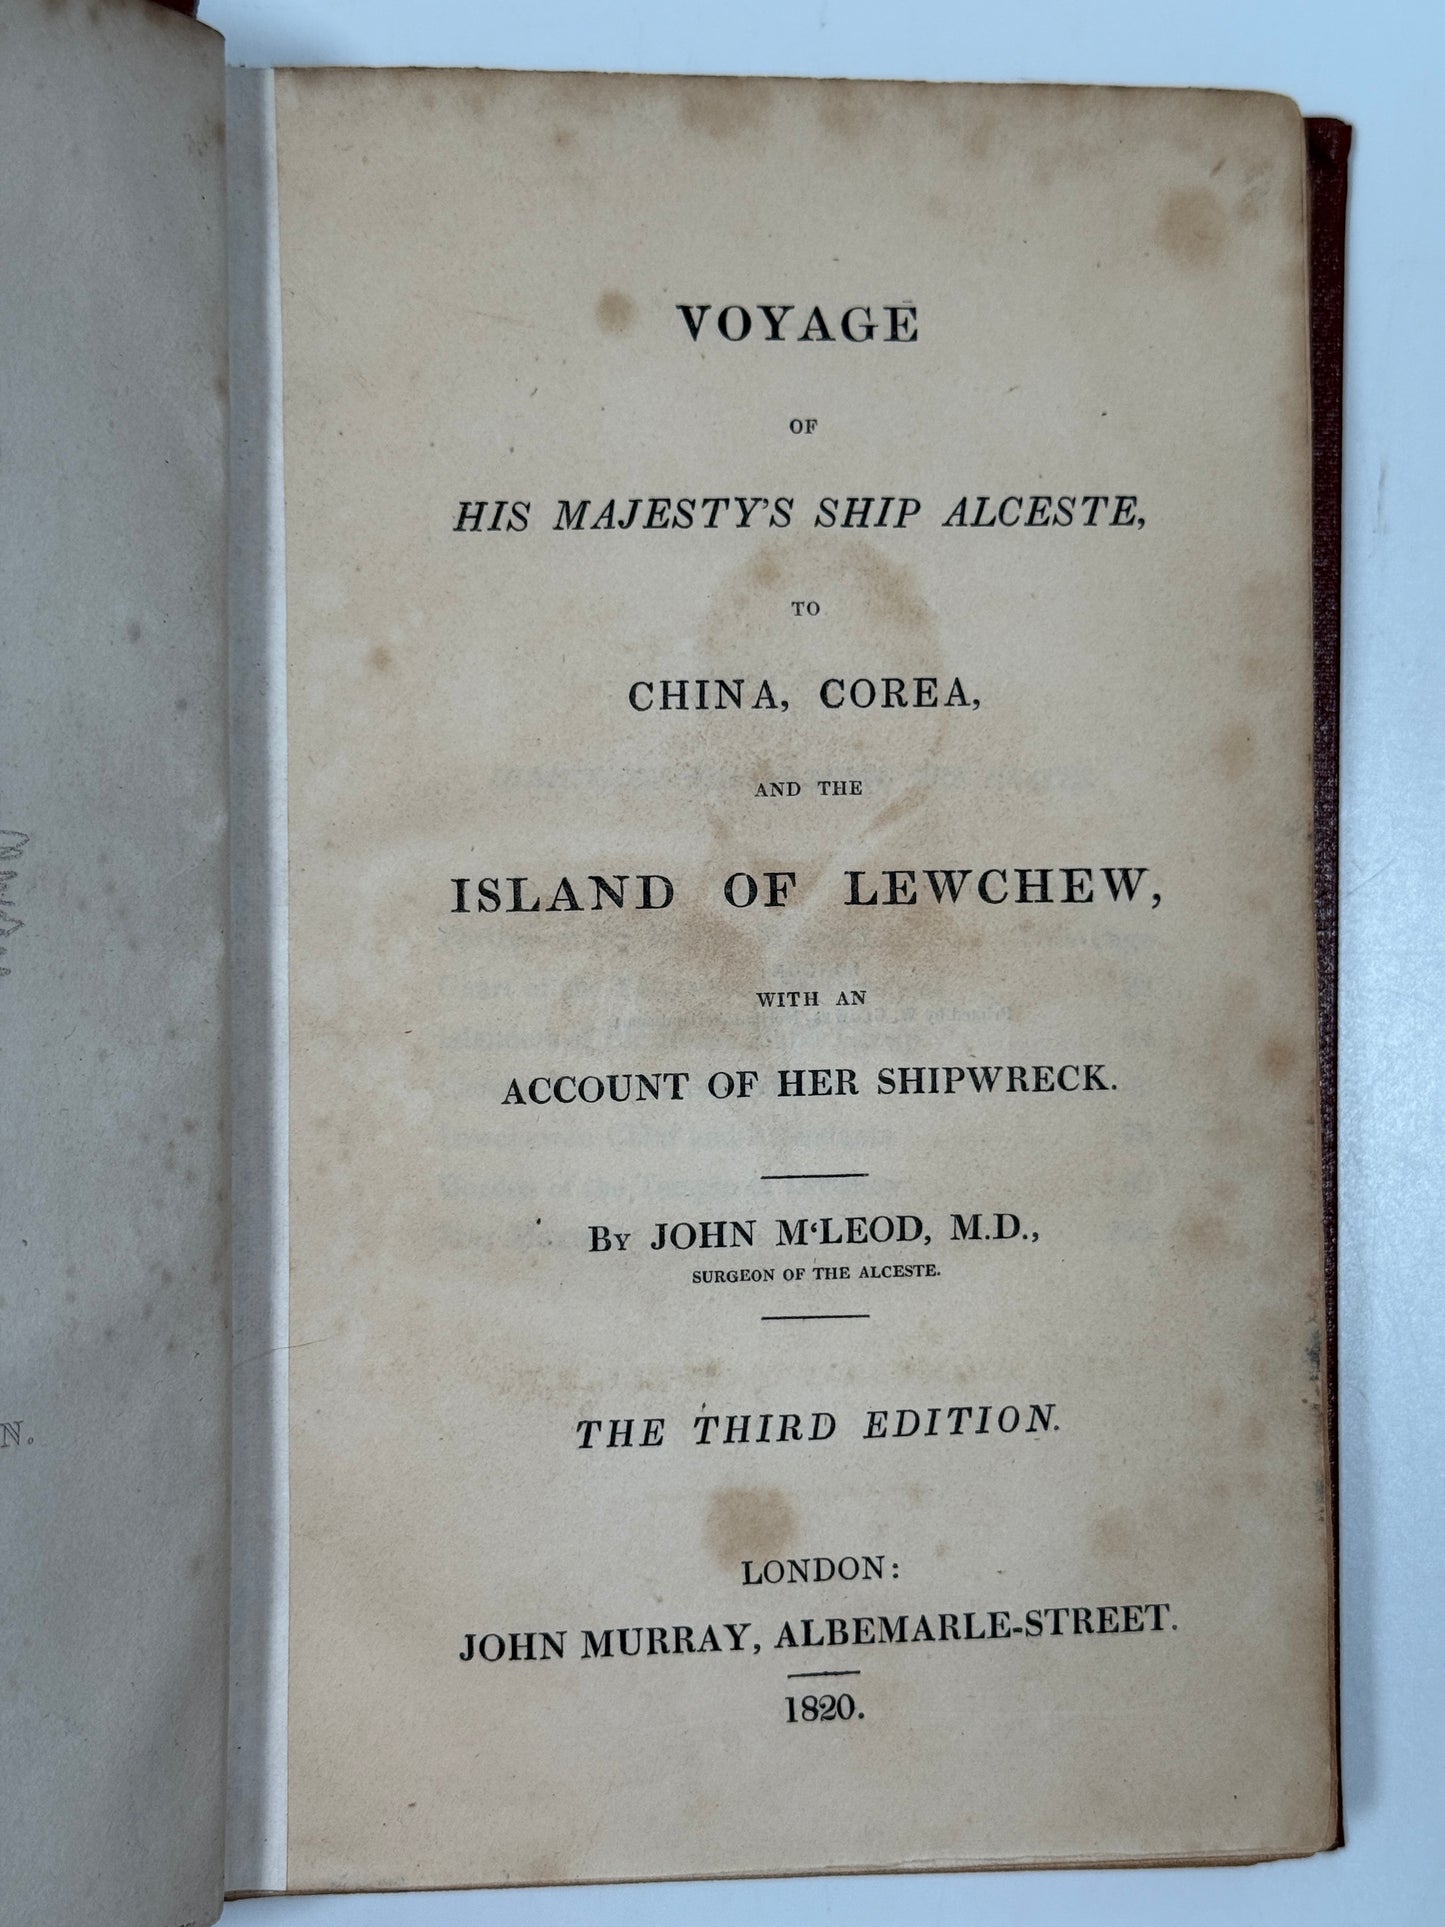 VOYAGE
OF
HIS MAJESTY'S SHIP ALCESTE,
TO
CHINA, COREA,
AND THE
ISLAND OF LEWCHEW,
WITH AN
ACCOUNT OF HER SHIPWRECK.
By JOHN M‘LEOD, M.D.,
SURGEON OF THE ALCESTE.
THE THIRD EDITION.
LONDON:
JOHN MURRAY, ALBEMARLE-STREET.
1820.
N.